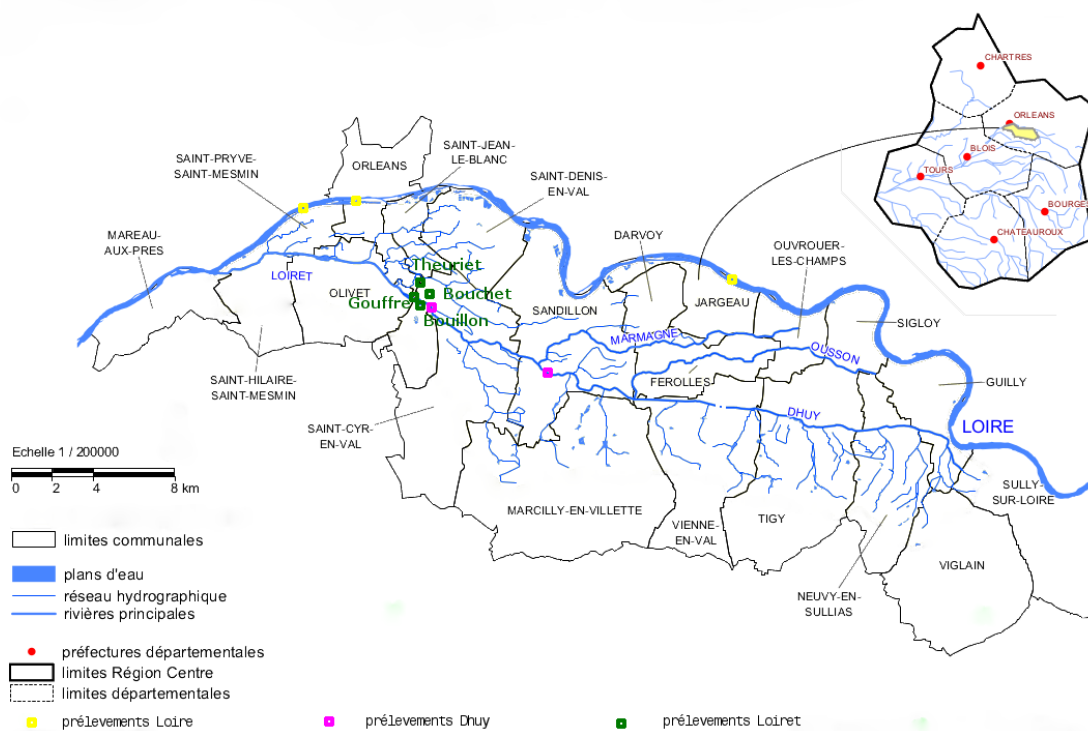 CHARTRES
ORLEANS
BLOIS
TOURS
BOURGES
CHATEAUROUX
ORLEANS
SAINT-JEAN-
LE-BLANC
SAINT-PRYVE-
SAINT-MESMIN
SAINT-DENIS-
EN-VAL
MAREAU-
AUX-PRES
DARVOY
OUVROUER-
LES-CHAMPS
LOIRET
OLIVET
Theuriet
Bouchet
Gouffre
Bouillon
SANDILLON
JARGEAU
SIGLOY
MARMAGNE
OUSSON
FEROLLES
GUILLY
SAINT-HILAIRE-
SAINT-MESMIN
SAINT-CYR-
EN-VAL
DHUY
LOIRE
SULLY-
SUR-LOIRE
MARCILLY-EN-VILLETTE
VIENNE-
EN-VAL
TIGY
VIGLAIN
NEUVY-EN-
SULLIAS
Echelle 1 / 200000
0 2 4 8 km
limites communales
plans d'eau
réseau hydrographique
rivières principales
préfectures départementales
limites Région Centre
limites départementales
prélevements Loire
prélevements Dhuy
prélevements Loiret